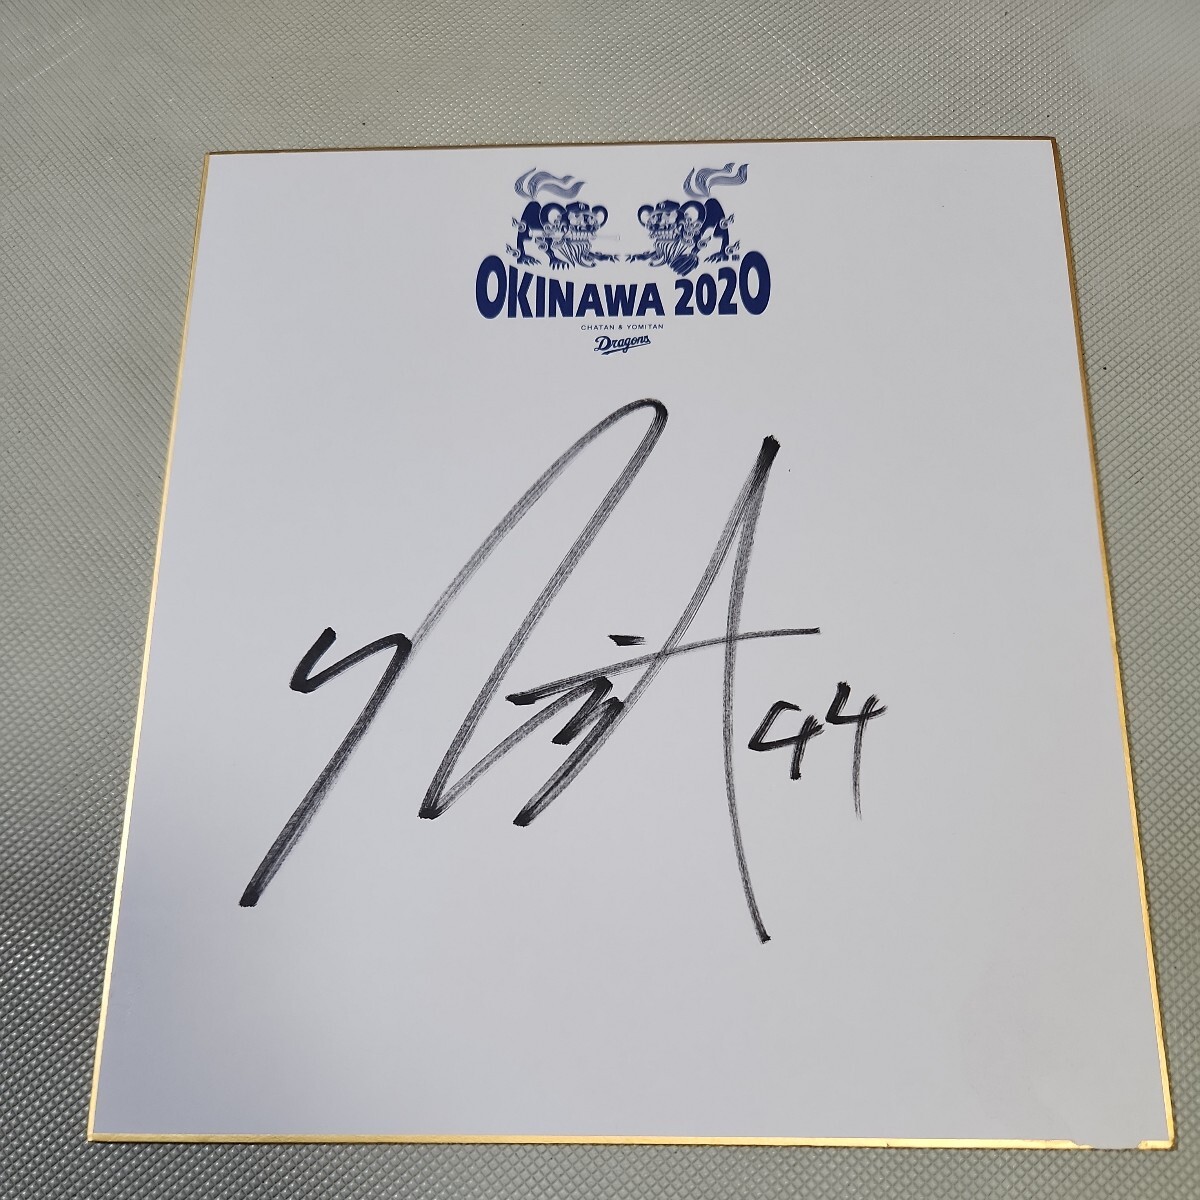 OKINAWA 2020
CHATAN & YOMITAN
Dragons
44